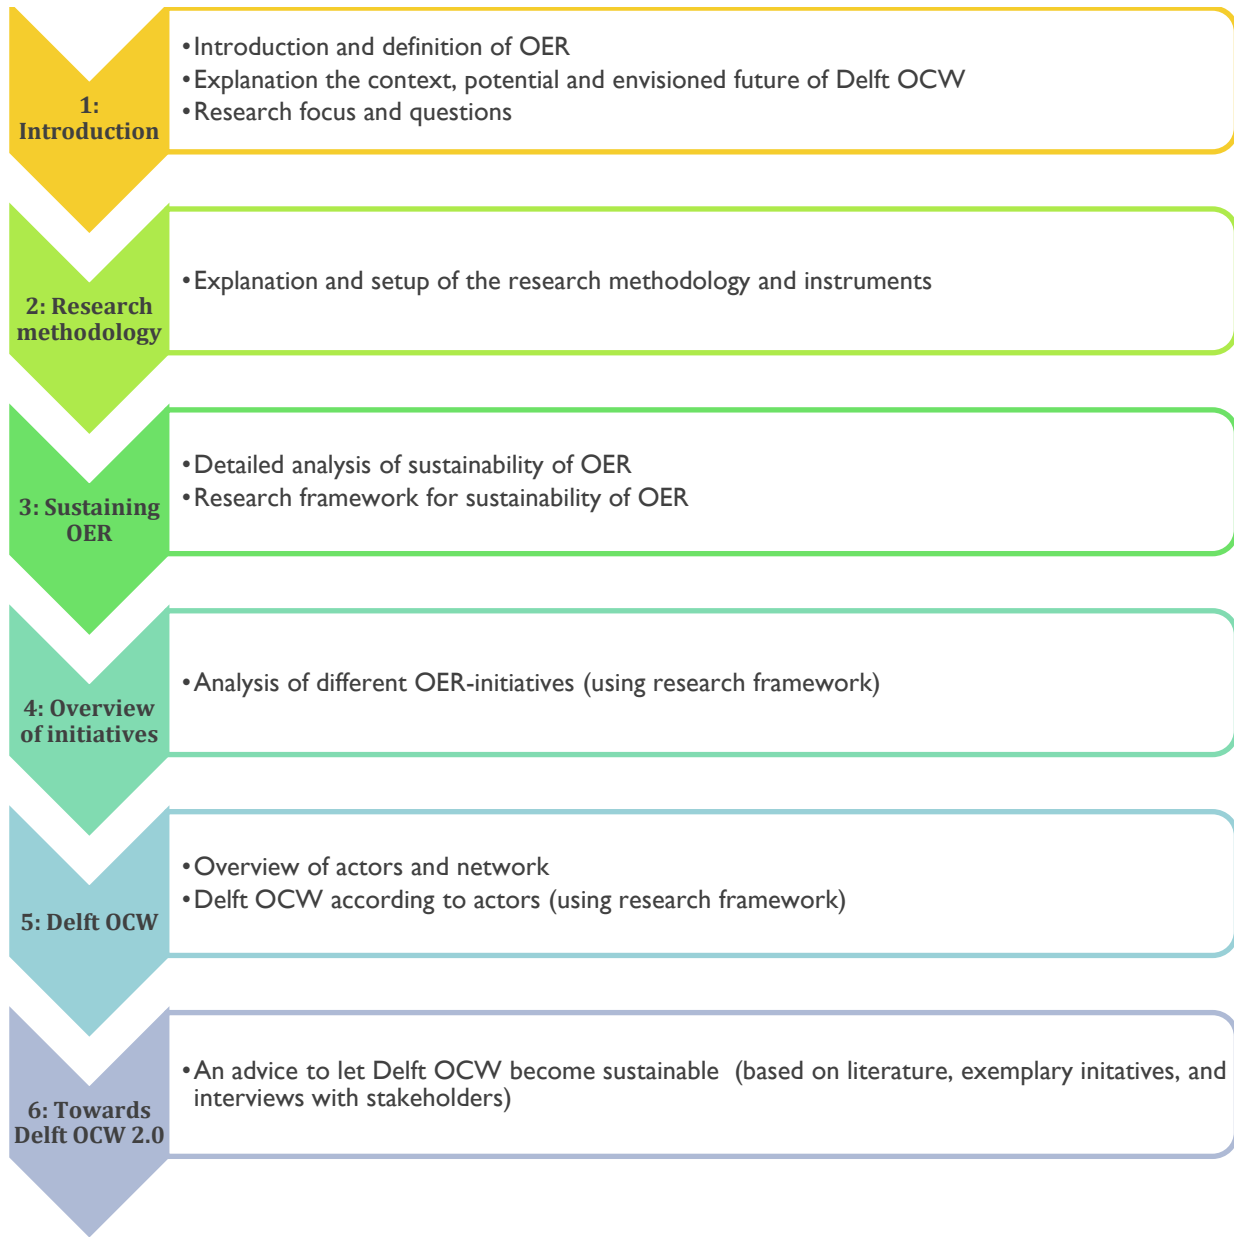 1:
Introduction
•Introduction and definition of OER
•Explanation the context, potential and envisioned future of Delft OCW
•Research focus and questions
2: Research
methodology
•Explanation and setup of the research methodology and instruments
3: Sustaining
OER
•Detailed analysis of sustainability of OER
•Research framework for sustainability of OER
4: Overview
of initiatives
•Analysis of different OER-initiatives (using research framework)
5: Delft OCW
•Overview of actors and network
•Delft OCW according to actors (using research framework)
6: Towards
Delft OCW 2.0
•An advice to let Delft OCW become sustainable  (based on literature, exemplary initatives, and
interviews with stakeholders)